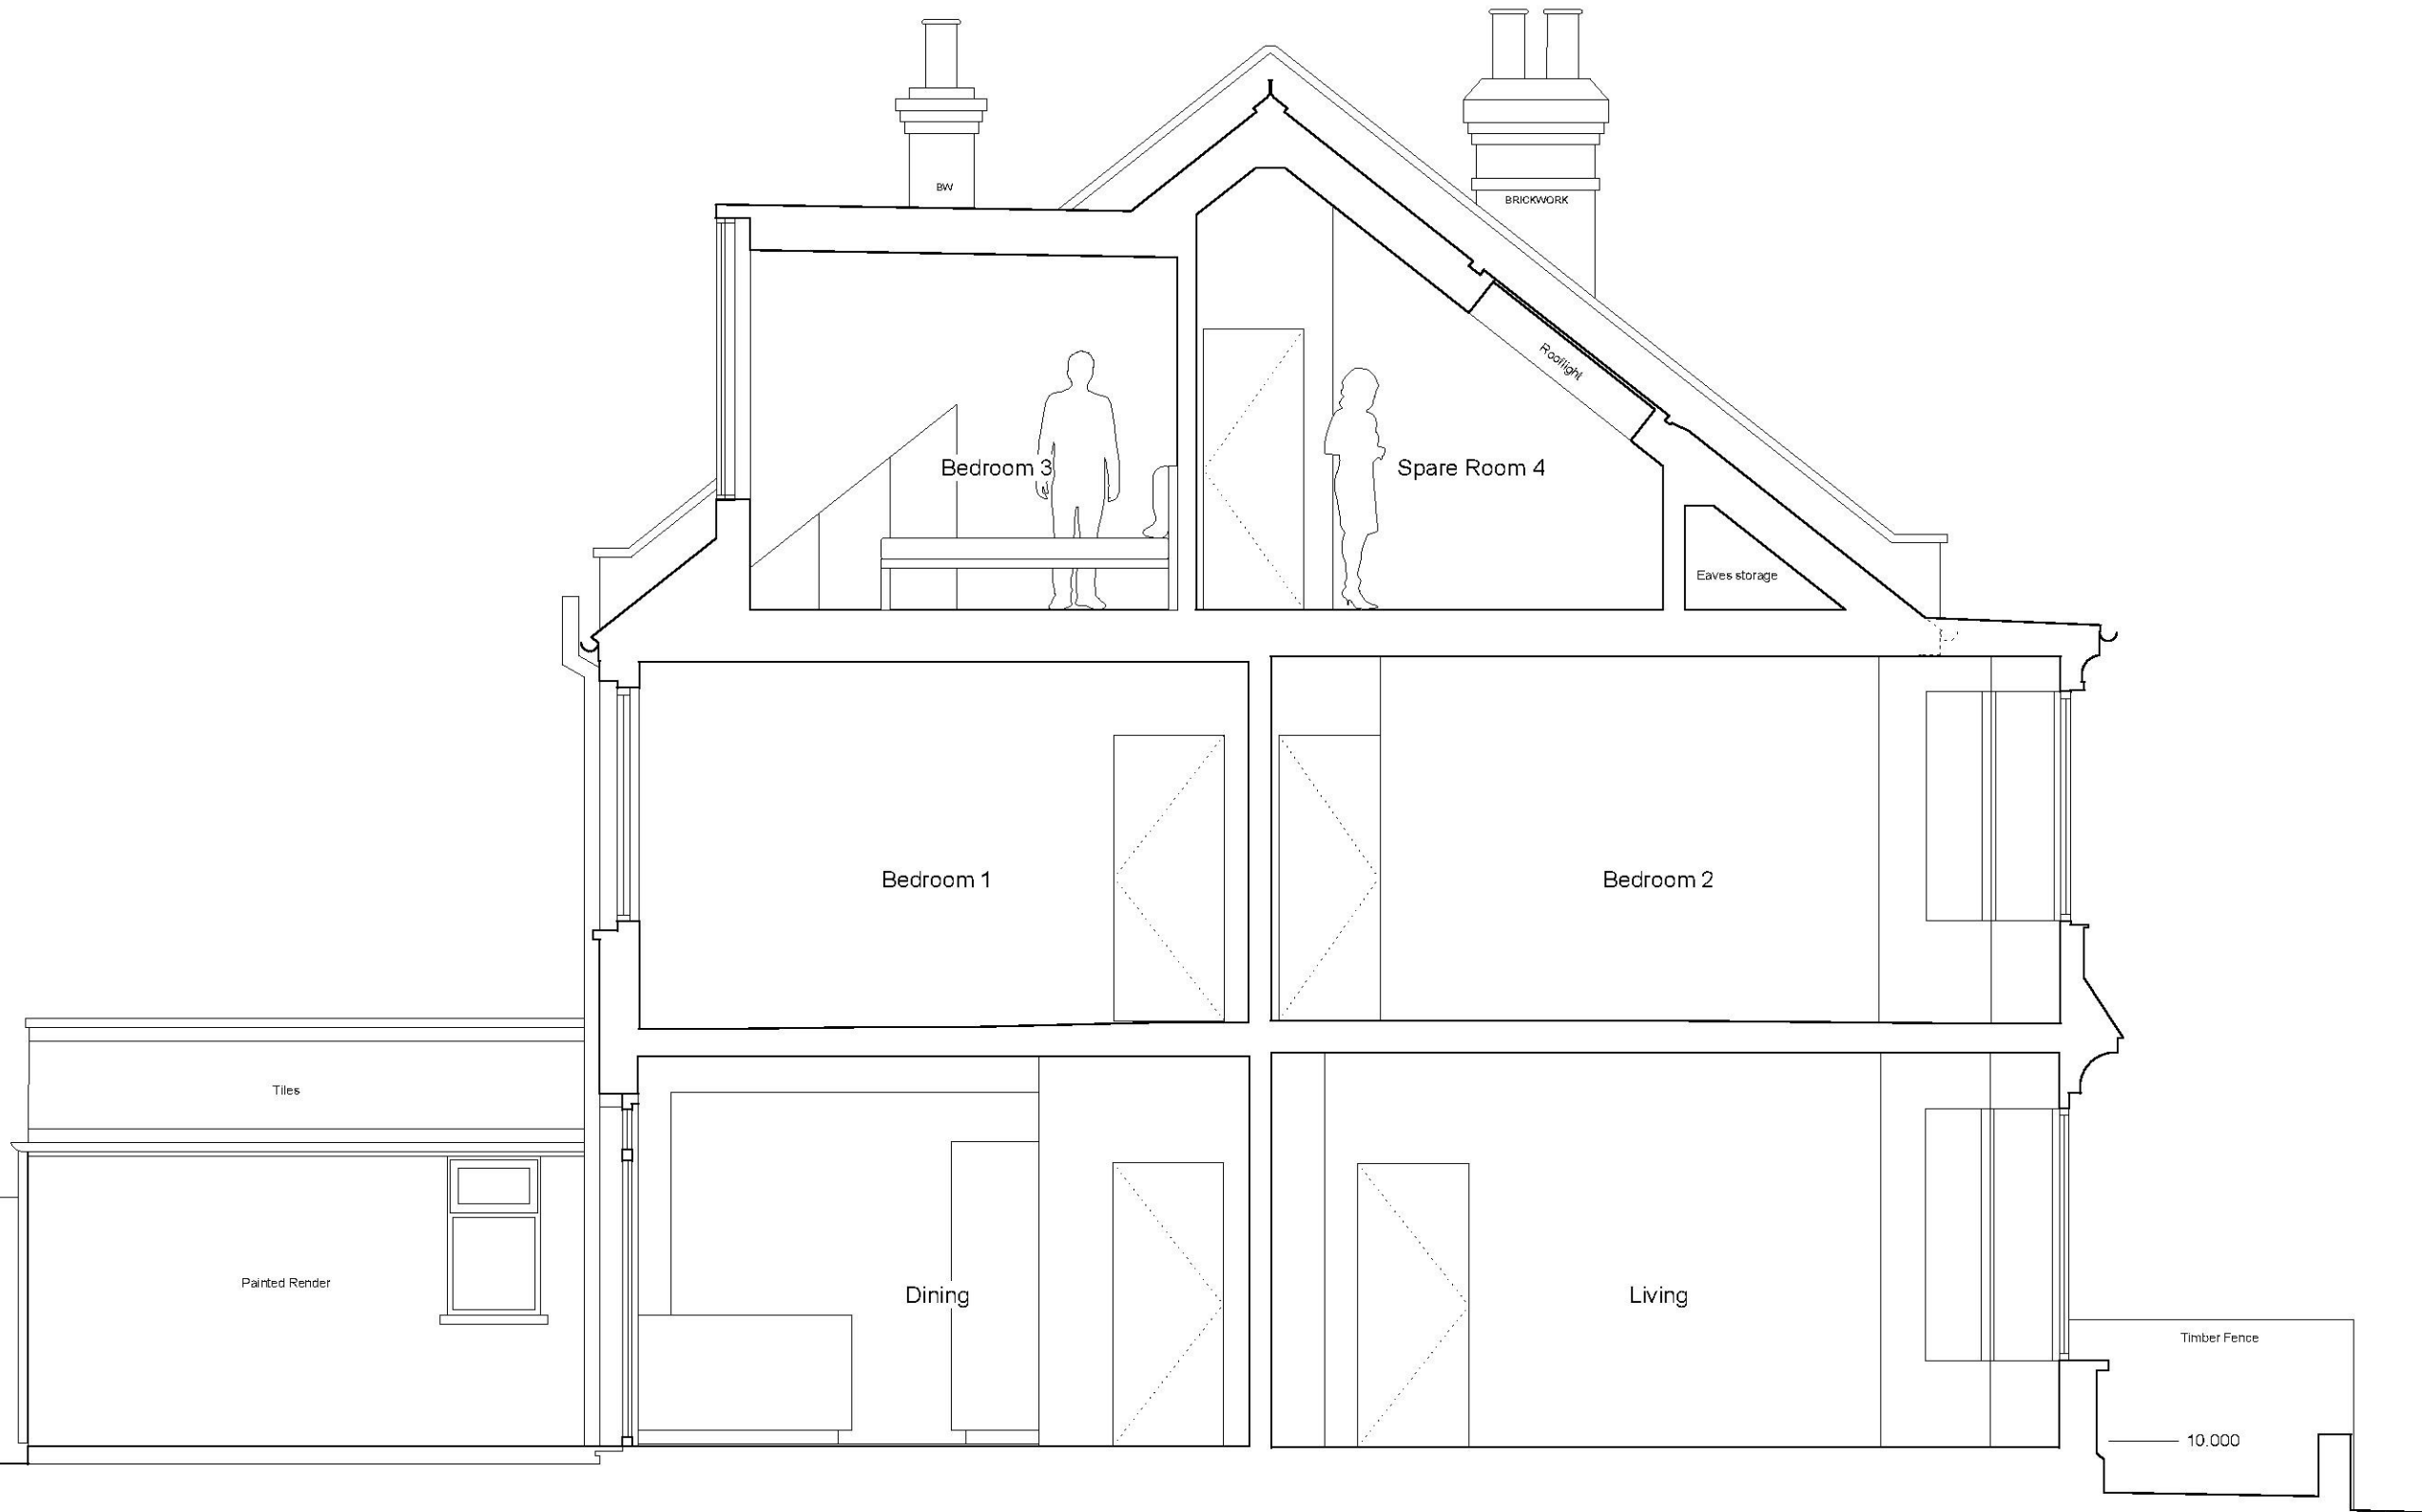 BW
BRICKWORK
Rooflight
Bedroom 3
Spare Room 4
Eaves storage
Bedroom 1
Bedroom 2
Tiles
Painted Render
Dining
Living
Timber Fence
10.000